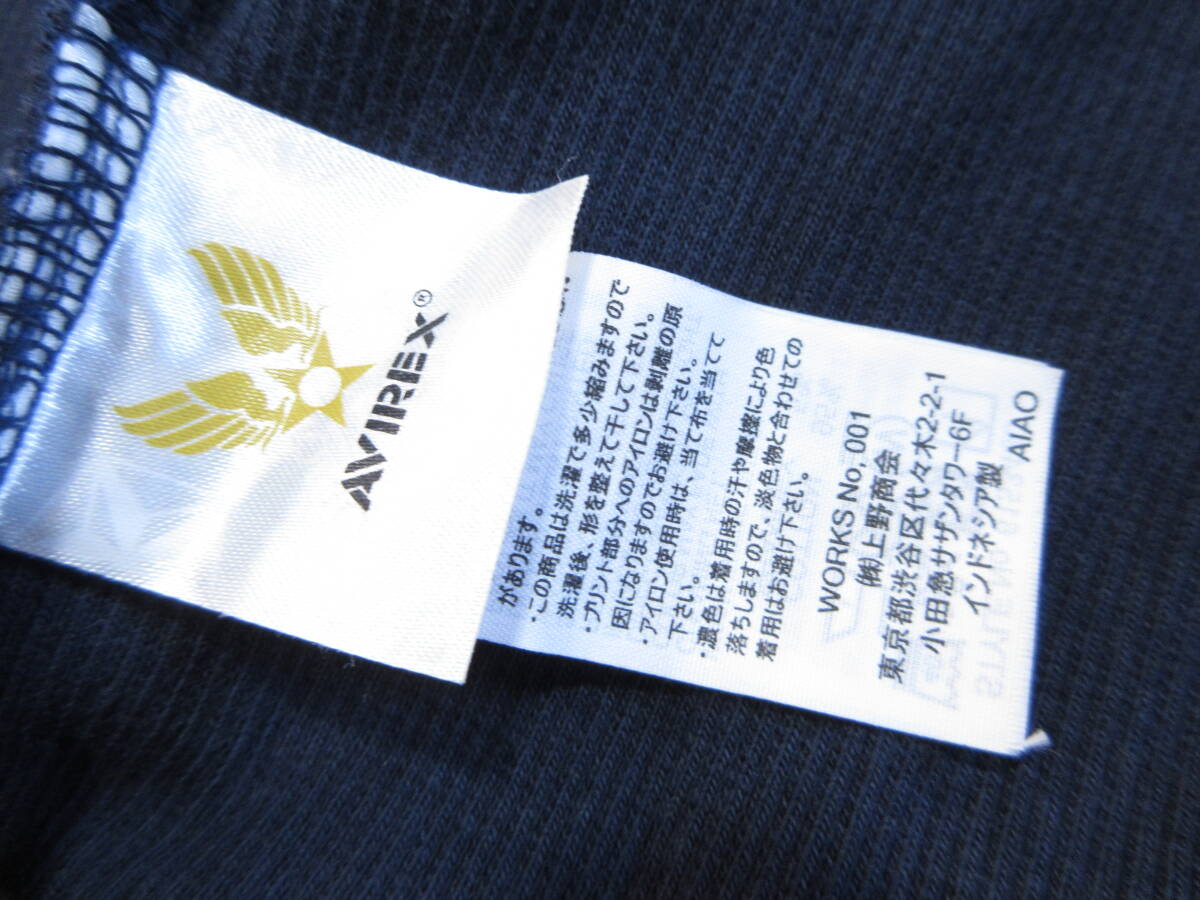 AVIREX®
があります。
・この商品は洗濯で多少縮みますので
洗濯後、形を整えて干して下さい。
・プリント部分へのアイロンは剥離の原
因になりますのでお避け下さい。
・アイロン使用時は、当て布を当てて
下さい。
・濃色は着用時の汗や摩擦により色
落ちしますので、淡色物と合わせての
着用はお避け下さい。
WORKS No, 001
㈱上野商会
東京都渋谷区代々木2-2-1
小田急サザンタワー6F
インドネシア製
AIAO